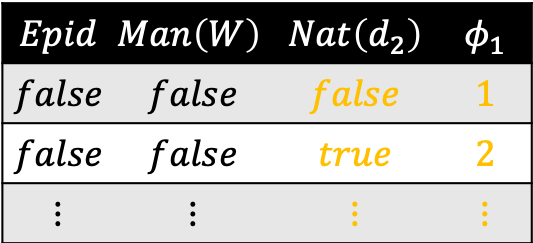 Epid Man(W) Nat(d₂) ϕ₁
false false false 1
false false true 2
⋮ ⋮ ⋮ ⋮